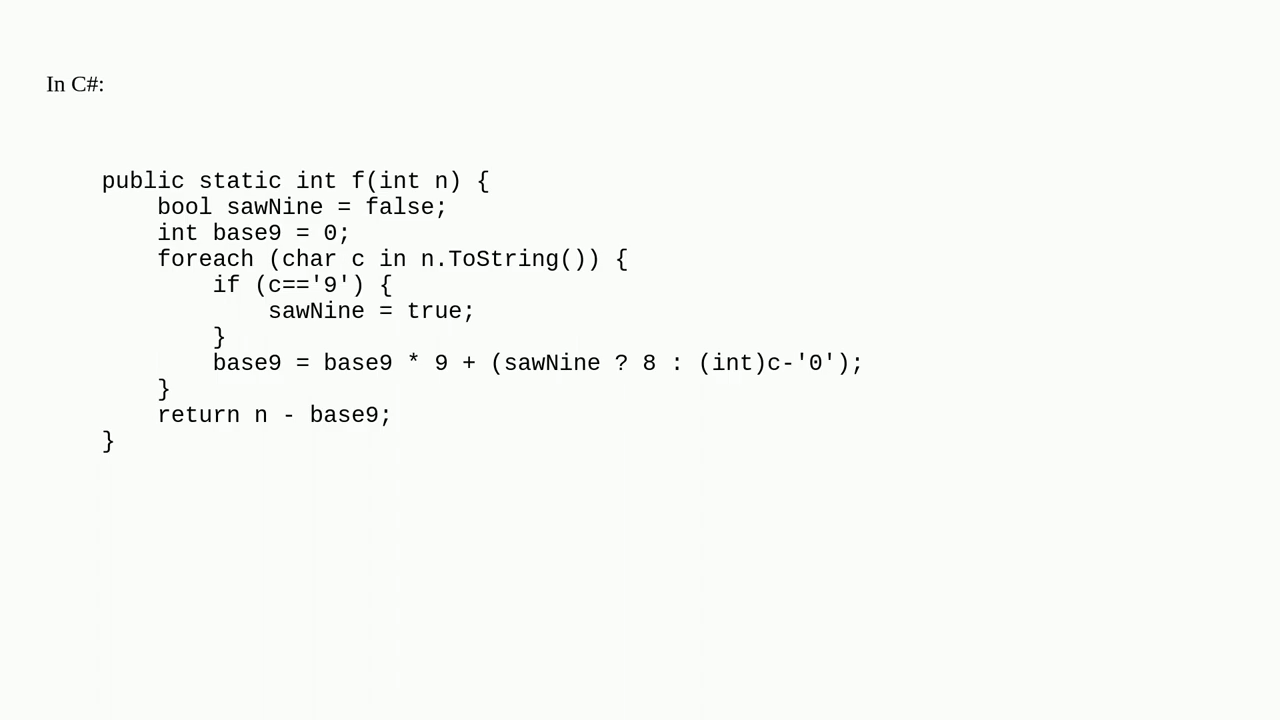 In C#:
public static int f(int n) {
    bool sawNine = false;
    int base9 = 0;
    foreach (char c in n.ToString()) {
        if (c=='9') {
            sawNine = true;
        }
        base9 = base9 * 9 + (sawNine ? 8 : (int)c-'0');
    }
    return n - base9;
}